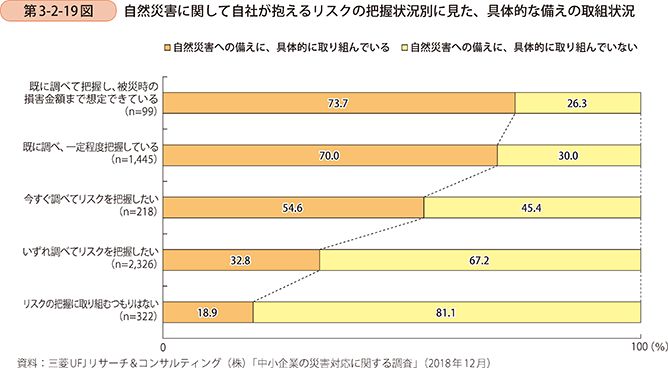 第3-2-19図 自然災害に関して自社が抱えるリスクの把握状況別に見た、具体的な備えの取組状況
自然災害への備えに、具体的に取り組んでいる 自然災害への備えに、具体的に取り組んでいない
既に調べて把握し、被災時の
損害金額まで想定できている
（n=99）
73.7 26.3
既に調べ、一定程度把握している
（n=1,445）
70.0 30.0
今すぐ調べてリスクを把握したい
（n=218）
54.6 45.4
いずれ調べてリスクを把握したい
（n=2,326）
32.8 67.2
リスクの把握に取り組むつもりはない
（n=322）
18.9 81.1
0 100 (％)
資料：三菱UFJリサーチ＆コンサルティング（株）「中小企業の災害対応に関する調査」（2018年12月）